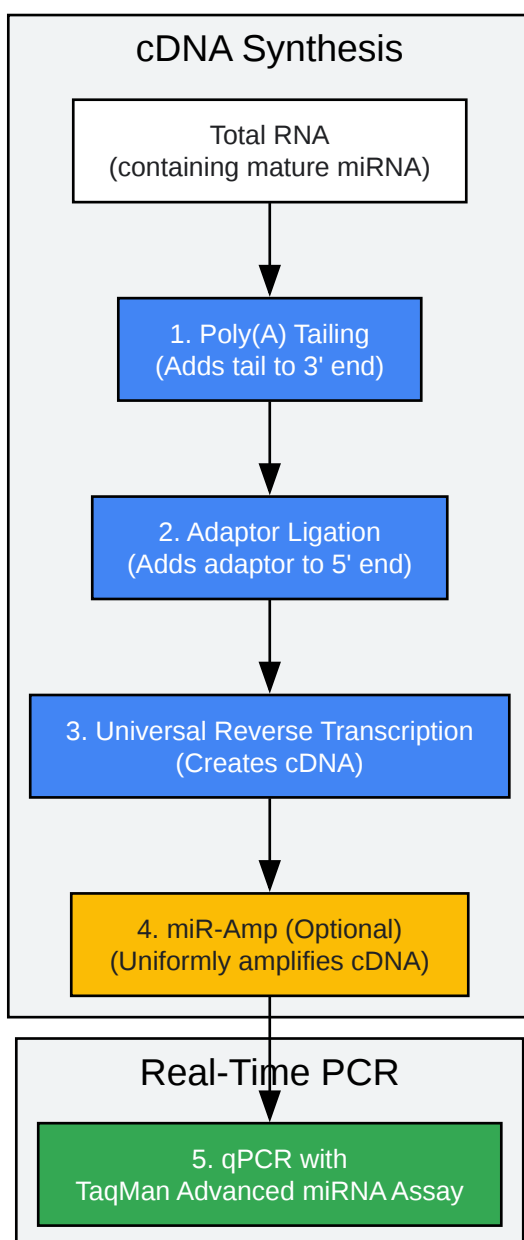 cDNA Synthesis
Total RNA
(containing mature miRNA)
1. Poly(A) Tailing
(Adds tail to 3' end)
2. Adaptor Ligation
(Adds adaptor to 5' end)
3. Universal Reverse Transcription
(Creates cDNA)
4. miR-Amp (Optional)
(Uniformly amplifies cDNA)
Real-Time PCR
5. qPCR with
TaqMan Advanced miRNA Assay